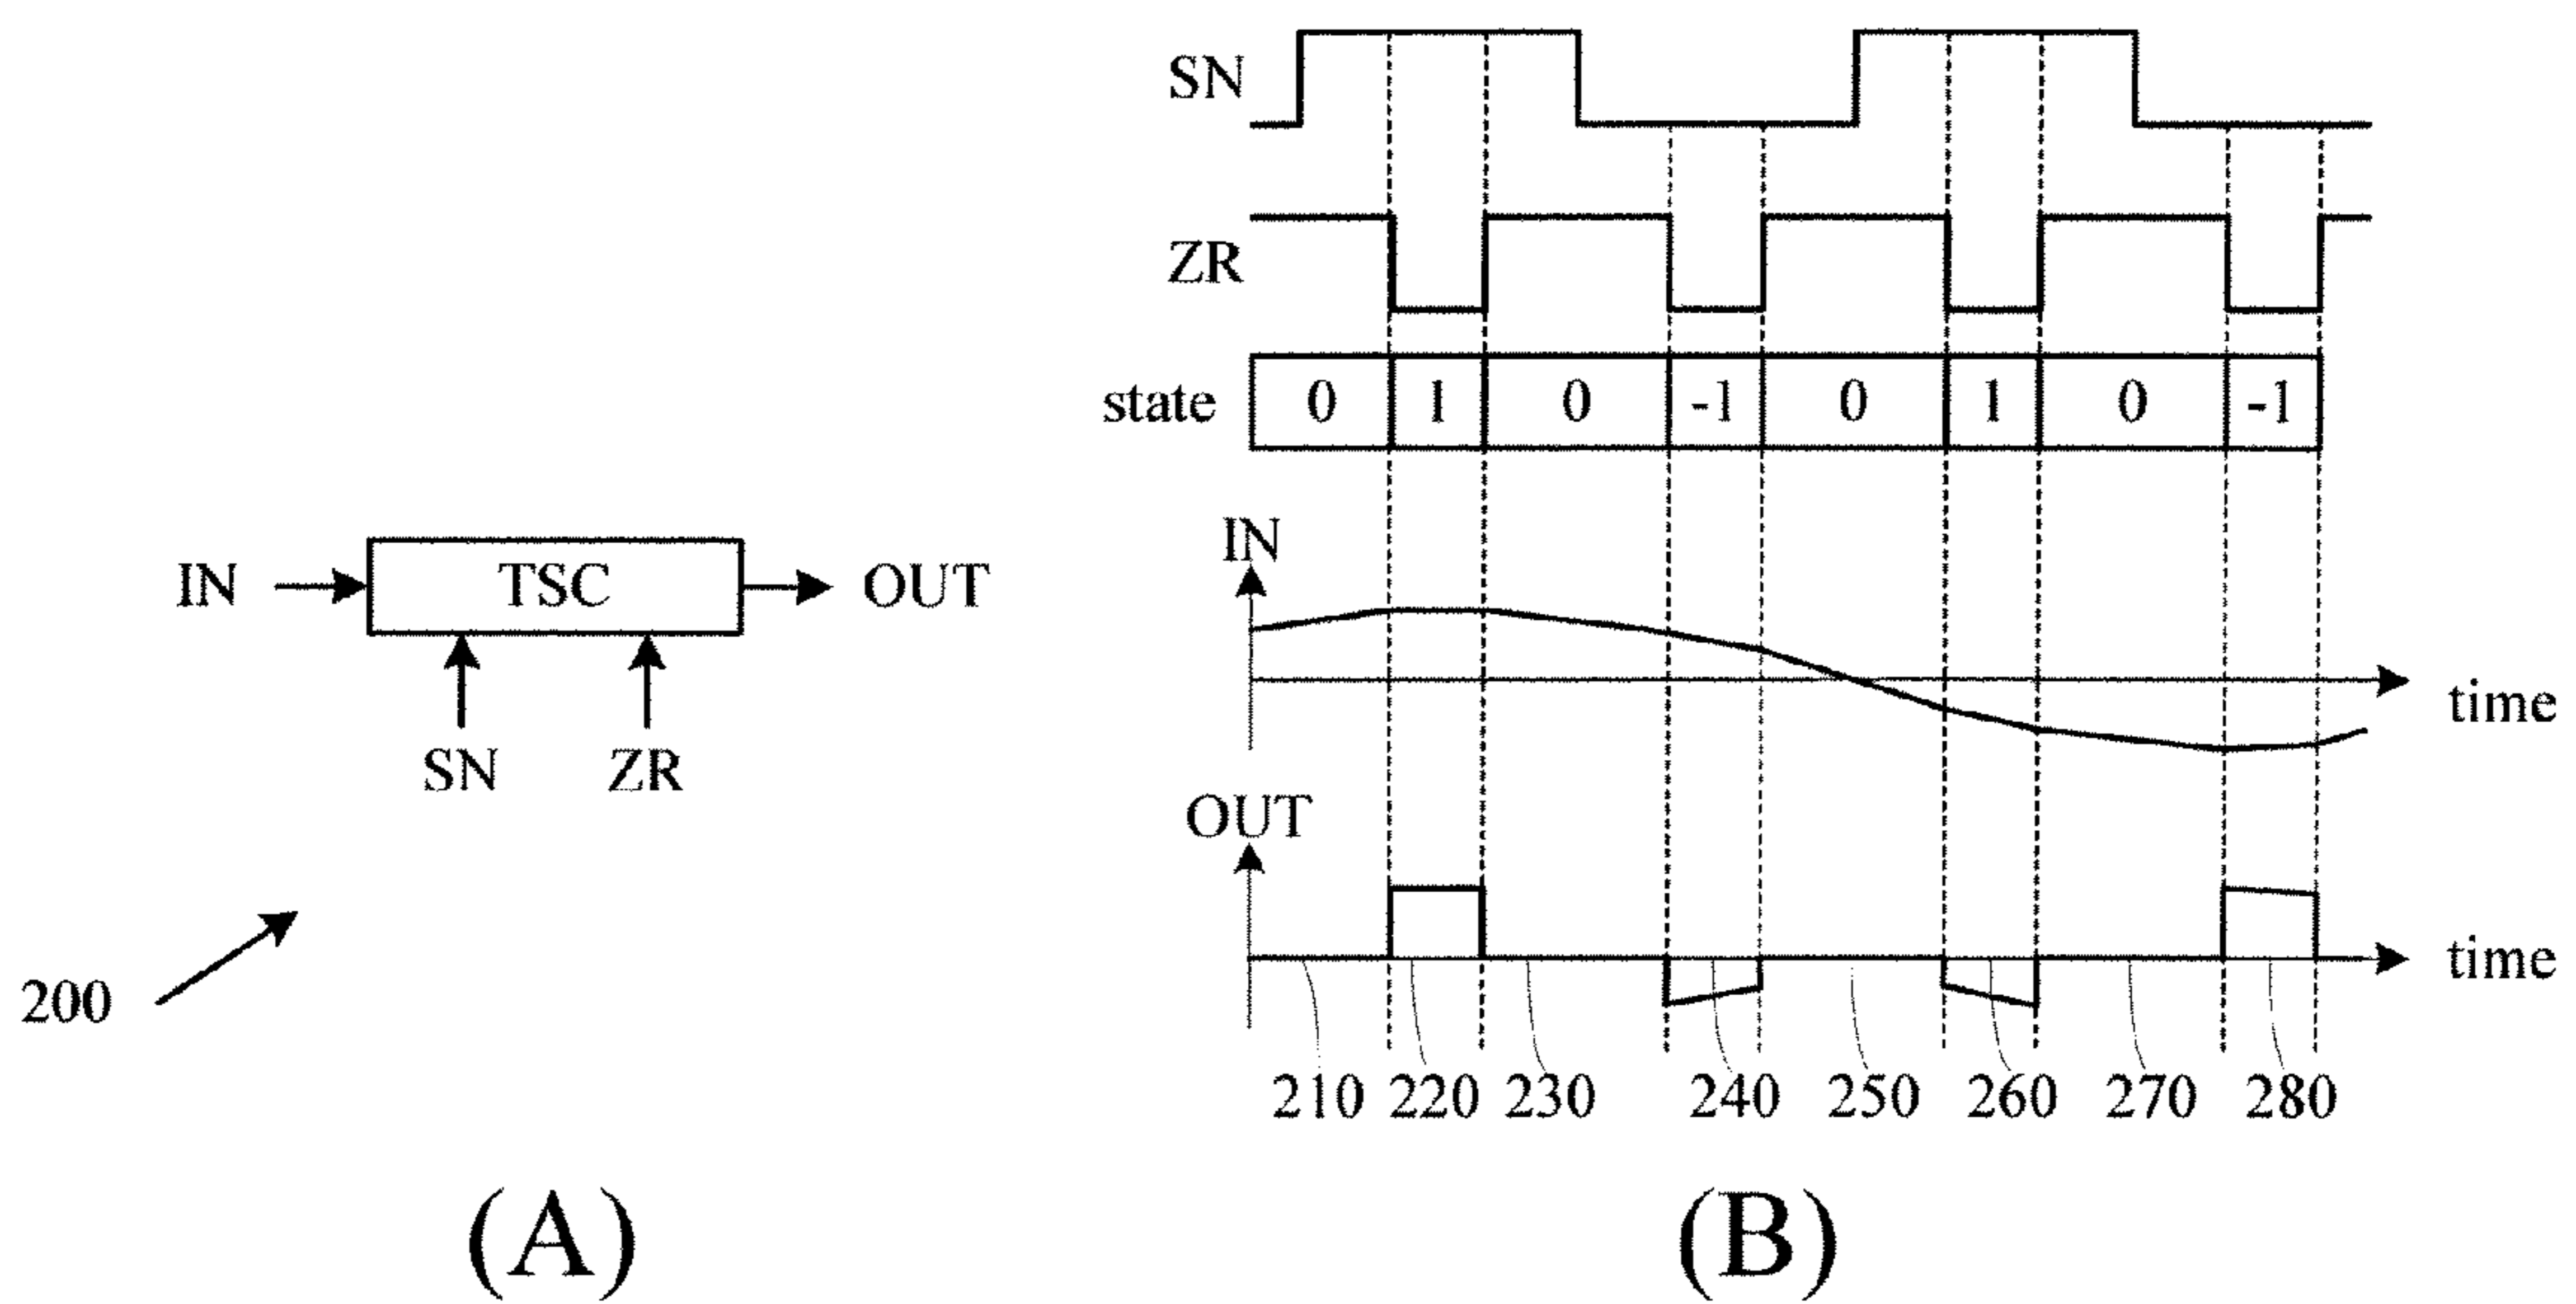 SN
ZR
state 0 1 0 -1 0 1 0 -1
IN
time
IN TSC OUT
SN ZR
OUT
time
200
210 220 230 240 250 260 270 280
(A) (B)